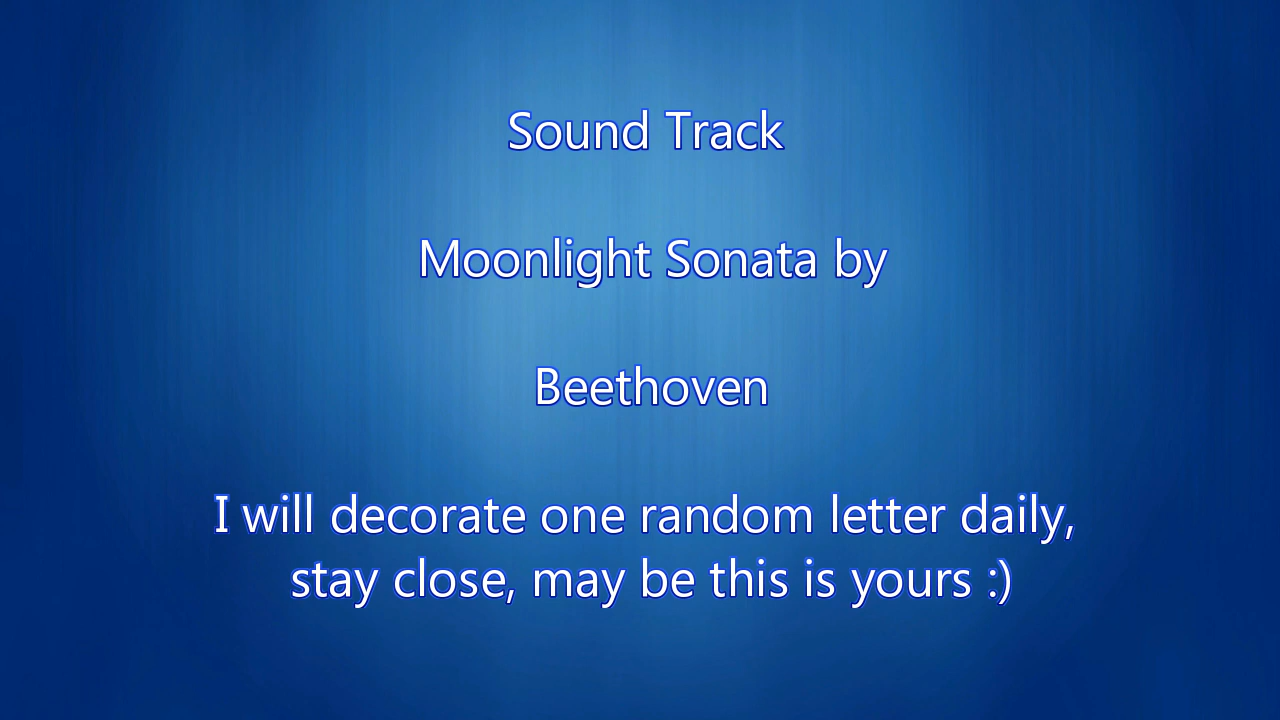 Sound Track
Moonlight Sonata by
Beethoven
I will decorate one random letter daily,
stay close, may be this is yours :)